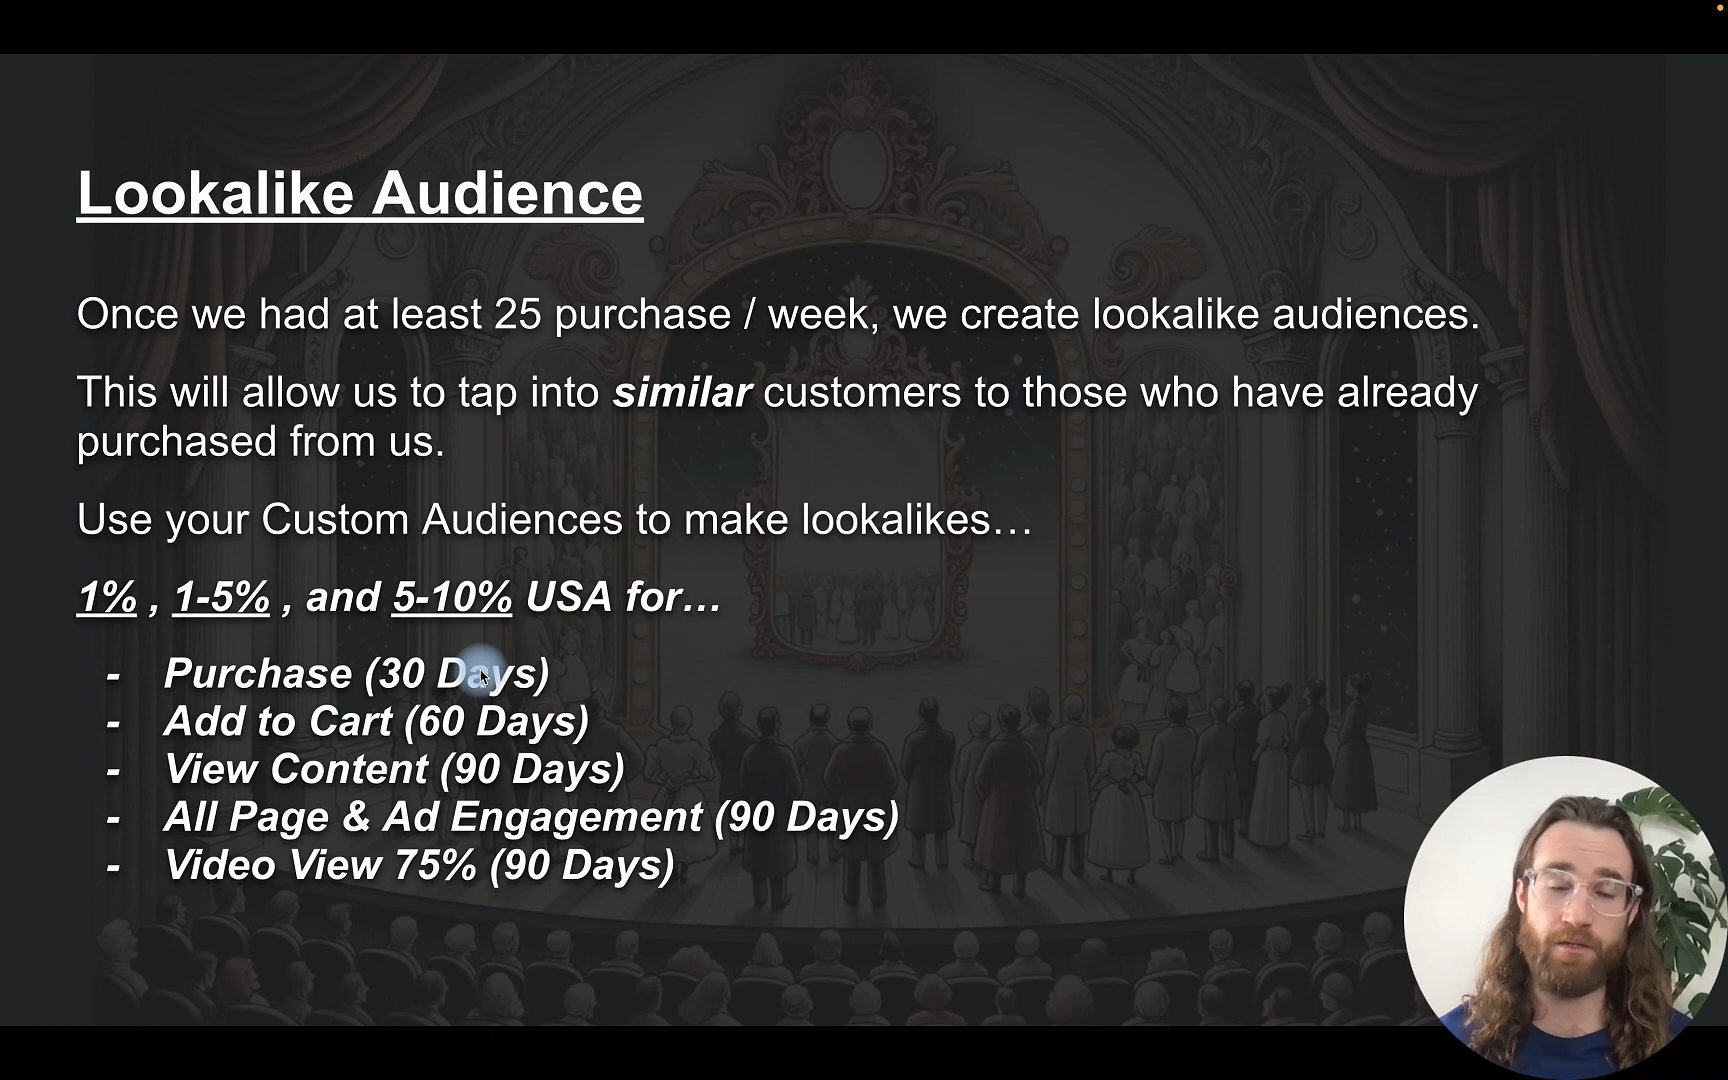 Lookalike Audience
Once we had at least 25 purchase / week, we create lookalike audiences.
This will allow us to tap into similar customers to those who have already
purchased from us.
Use your Custom Audiences to make lookalikes…
1% , 1-5% , and 5-10% USA for…
- Purchase (30 Days)
- Add to Cart (60 Days)
- View Content (90 Days)
- All Page & Ad Engagement (90 Days)
- Video View 75% (90 Days)